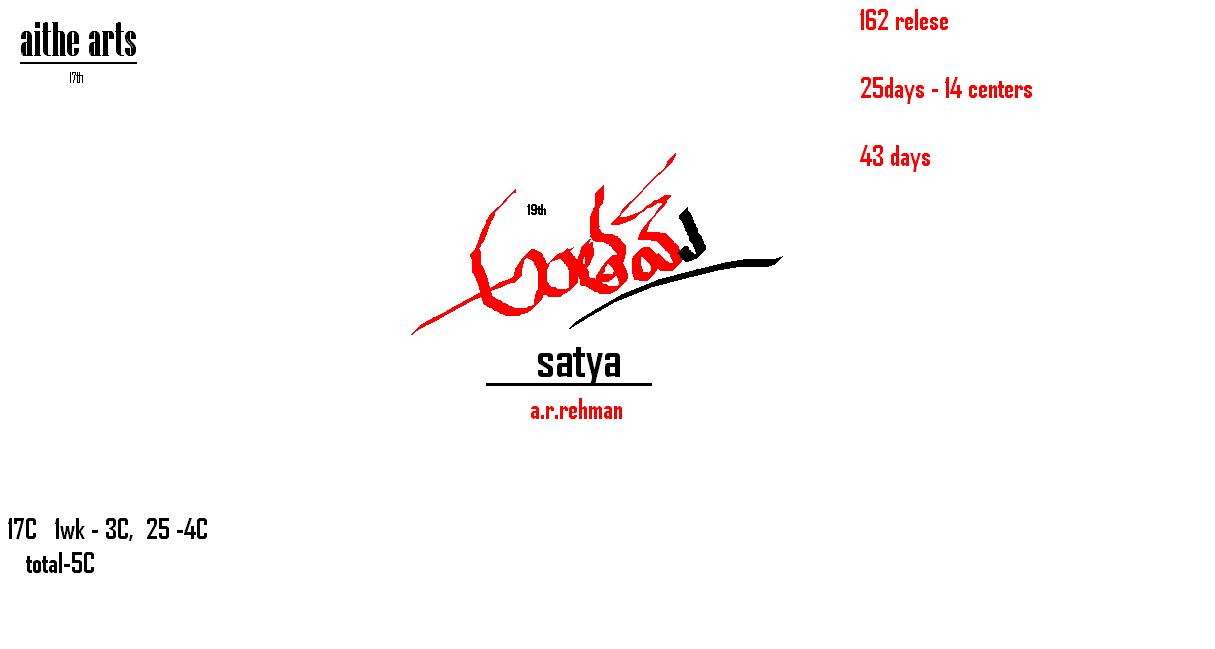 aithe arts
17th
162 relese
25days - 14 centers
43 days
19th
అంతఃపు
satya
a.r.rehman
17C 1wk - 3C, 25 -4C
total-5C